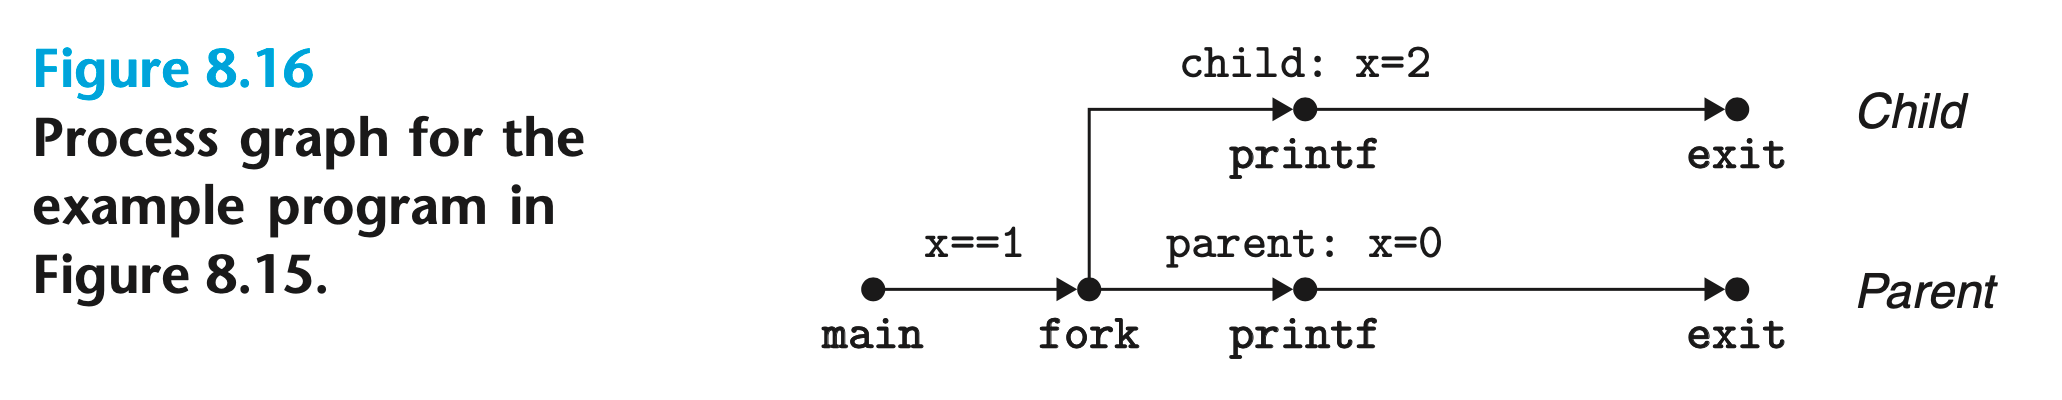 Figure 8.16
Process graph for the
example program in
Figure 8.15.
child: x=2
printf
exit
Child
x==1
parent: x=0
main
fork
printf
exit
Parent